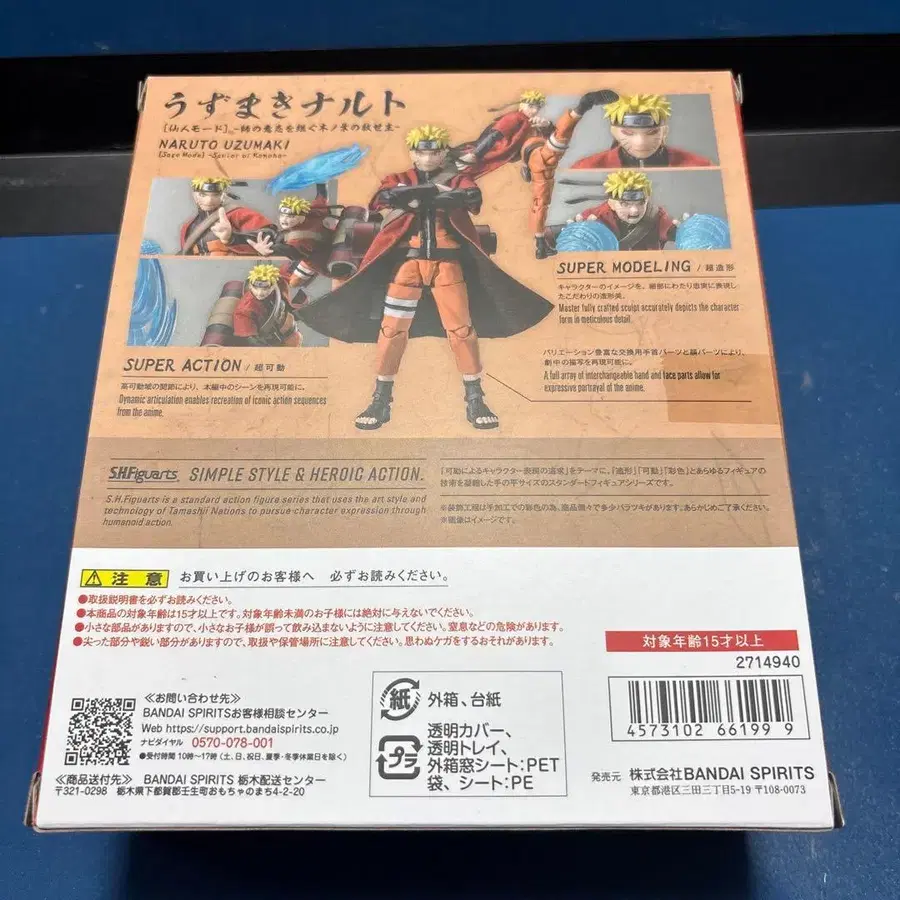 うずまきナルト
［仙人モード］-師の意志を継ぐ木ノ葉の救世主-
NARUTO UZUMAKI
[Sage Mode] -Savior of Konoha-
SUPER MODELING / 超造形
キャラクターのイメージを、細部にわたり忠実に表現し
たこだわりの造形美。
Master fully crafted sculpt accurately depicts the character
form in meticulous detail.
バリエーション豊富な交換用手首パーツと顔パーツにより、
劇中の描写を再現可能に。
A full array of interchangeable hand and face parts allow for
expressive portrayal of the anime.
SUPER ACTION / 超可動
高可動域の関節により、本編中のシーンを再現可能に。
Dynamic articulation enables recreation of iconic action sequences
from the anime.
S.H.Figuarts SIMPLE STYLE & HEROIC ACTION.
S.H.Figuarts is a standard action figure series that uses the art style and
technology of Tamashii Nations to pursue character expression through
humanoid action.
「可動によるキャラクター表現の追求」をテーマに、「造形」「可動」「彩色」とあらゆるフィギュアの
技術を凝縮した手の平サイズのスタンダードフィギュアシリーズです。
※装飾工程は手加工での彩色の為、商品個々で多少バラツキがあります。あらかじめご了承ください。
※画像はイメージです。
注意 お買い上げのお客様へ 必ずお読みください。
●取扱説明書を必ずお読みください。
●本商品の対象年齢は15才以上です。対象年齢未満のお子様には絶対に与えないでください。
●小さな部品がありますので、小さなお子様が誤って飲み込まないように注意してください。窒息などの危険があります。
●尖った部分や鋭い部分がありますので、取扱や保管場所に注意してください。思わぬケガをするおそれがあります。
対象年齢15才以上
2714940
4573102 661999
≪お問い合わせ先≫
BANDAI SPIRITSお客様相談センター
Web https://support.bandaispirits.co.jp
ナビダイヤル 0570-078-001
●受付時間 10時～17時（土、日、祝日、夏季・冬季休業日を除く）
≪商品送付先≫ BANDAI SPIRITS 栃木配送センター
〒321-0298 栃木県下都賀郡壬生町おもちゃのまち4-2-20
紙 外箱、台紙
プラ 透明カバー、
透明トレイ、
外箱窓シート:PET
袋、シート:PE
発売元 株式会社BANDAI SPIRITS
東京都港区三田三丁目5-19 〒108-0073